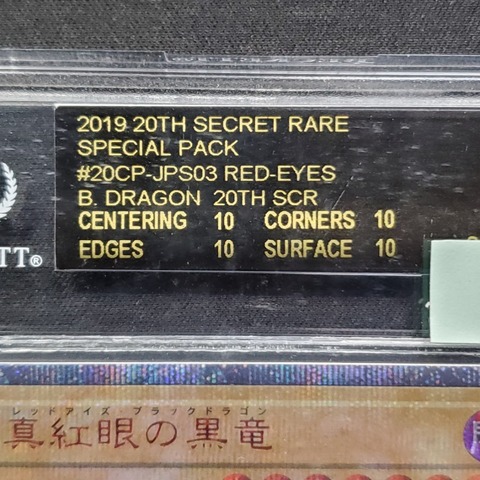 2019 20TH SECRET RARE
SPECIAL PACK
#20CP-JPS03 RED-EYES
B. DRAGON 20TH SCR
CENTERING 10 CORNERS 10
EDGES 10 SURFACE 10
TT®
レッドアイズ ブラックドラゴン
真紅眼の黒竜